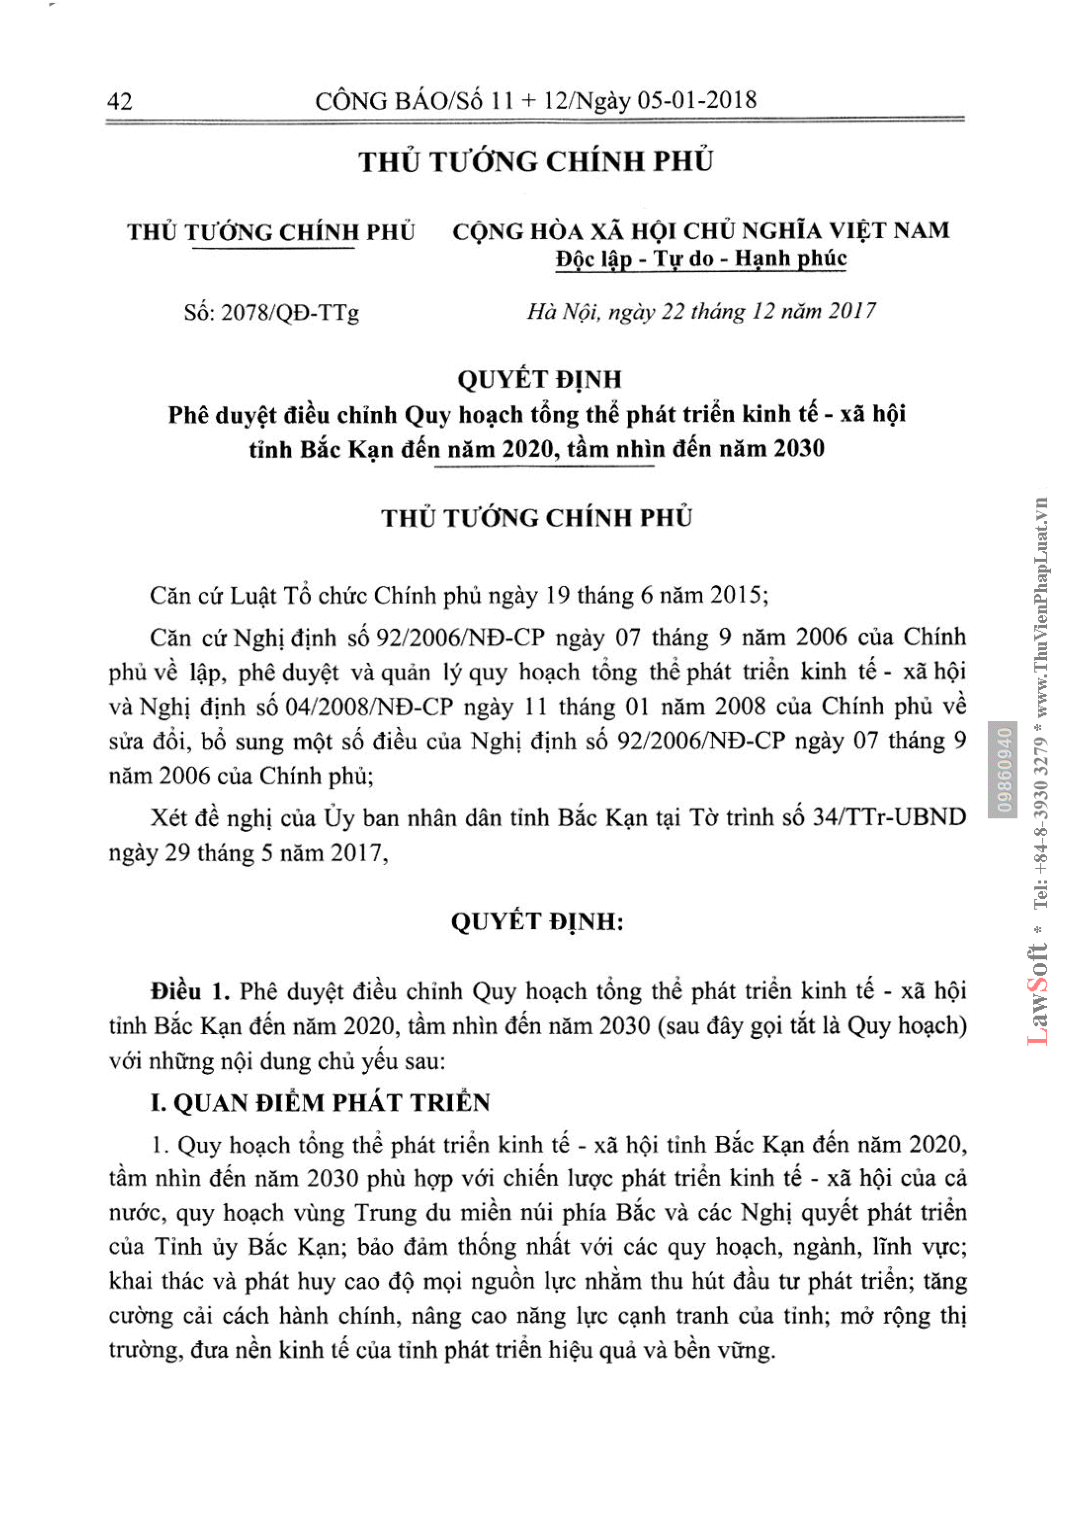 42
CÔNG BÁO/Số 11 + 12/Ngày 05-01-2018
THỦ TƯỚNG CHÍNH PHỦ
THỦ TƯỚNG CHÍNH PHỦ
CỘNG HÒA XÃ HỘI CHỦ NGHĨA VIỆT NAM
Độc lập - Tự do - Hạnh phúc
Số: 2078/QĐ-TTg
Hà Nội, ngày 22 tháng 12 năm 2017
QUYẾT ĐỊNH
Phê duyệt điều chỉnh Quy hoạch tổng thể phát triển kinh tế - xã hội
tỉnh Bắc Kạn đến năm 2020, tầm nhìn đến năm 2030
THỦ TƯỚNG CHÍNH PHỦ
Căn cứ Luật Tổ chức Chính phủ ngày 19 tháng 6 năm 2015;
Căn cứ Nghị định số 92/2006/NĐ-CP ngày 07 tháng 9 năm 2006 của Chính
phủ về lập, phê duyệt và quản lý quy hoạch tổng thể phát triển kinh tế - xã hội
và Nghị định số 04/2008/NĐ-CP ngày 11 tháng 01 năm 2008 của Chính phủ về
sửa đổi, bổ sung một số điều của Nghị định số 92/2006/NĐ-CP ngày 07 tháng 9
năm 2006 của Chính phủ;
Xét đề nghị của Ủy ban nhân dân tỉnh Bắc Kạn tại Tờ trình số 34/TTr-UBND
ngày 29 tháng 5 năm 2017,
QUYẾT ĐỊNH:
Điều 1. Phê duyệt điều chỉnh Quy hoạch tổng thể phát triển kinh tế - xã hội
tỉnh Bắc Kạn đến năm 2020, tầm nhìn đến năm 2030 (sau đây gọi tắt là Quy hoạch)
với những nội dung chủ yếu sau:
I. QUAN ĐIỂM PHÁT TRIỂN
1. Quy hoạch tổng thể phát triển kinh tế - xã hội tỉnh Bắc Kạn đến năm 2020,
tầm nhìn đến năm 2030 phù hợp với chiến lược phát triển kinh tế - xã hội của cả
nước, quy hoạch vùng Trung du miền núi phía Bắc và các Nghị quyết phát triển
của Tỉnh ủy Bắc Kạn; bảo đảm thống nhất với các quy hoạch, ngành, lĩnh vực;
khai thác và phát huy cao độ mọi nguồn lực nhằm thu hút đầu tư phát triển; tăng
cường cải cách hành chính, nâng cao năng lực cạnh tranh của tỉnh; mở rộng thị
trường, đưa nền kinh tế của tỉnh phát triển hiệu quả và bền vững.
09860940
LawSoft * Tel: +84-8-3930 3279 * www.ThuVienPhapLuat.vn